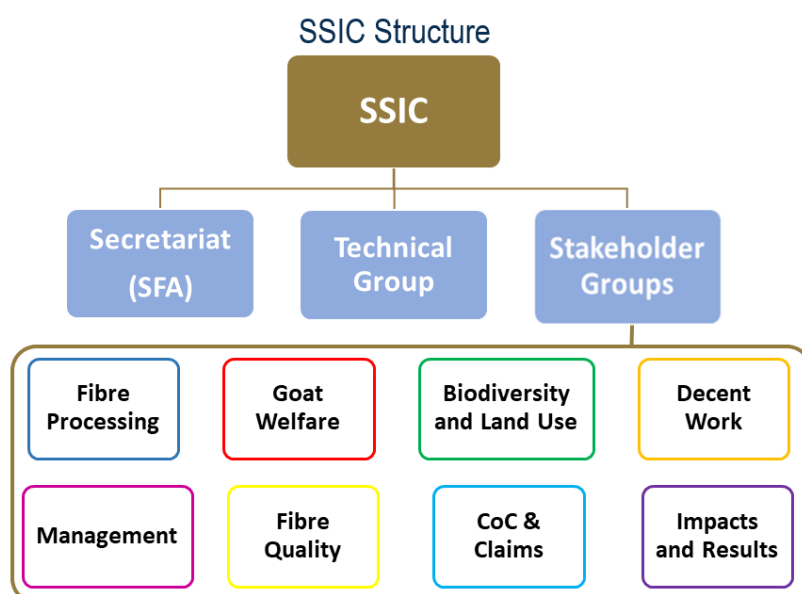 SSIC Structure
SSIC
Secretariat
(SFA)
Technical
Group
Stakeholder
Groups
Fibre
Processing
Goat
Welfare
Biodiversity
and Land Use
Decent
Work
Management
Fibre
Quality
CoC &
Claims
Impacts
and Results